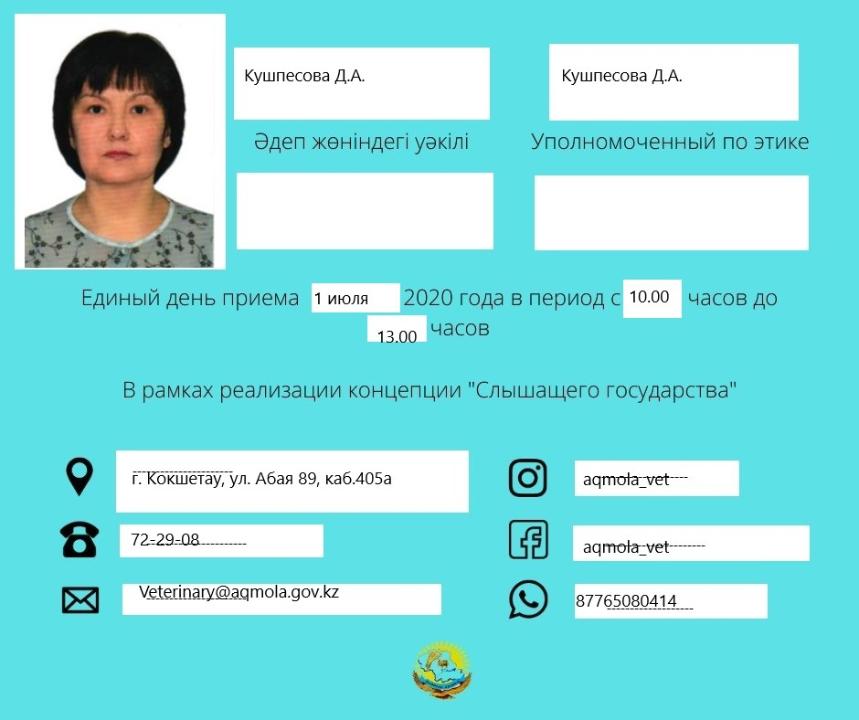 Кушпесова Д.А.
Кушпесова Д.А.
Әдеп жөніндегі уәкілі
Уполномоченный по этике
Единый день приема 1 июля 2020 года в период с 10.00 часов до
13.00 часов
В рамках реализации концепции "Слышащего государства"
г. Кокшетау, ул. Абая 89, каб.405а
aqmola_vet
72-29-08
aqmola_vet
Veterinary@aqmola.gov.kz
87765080414